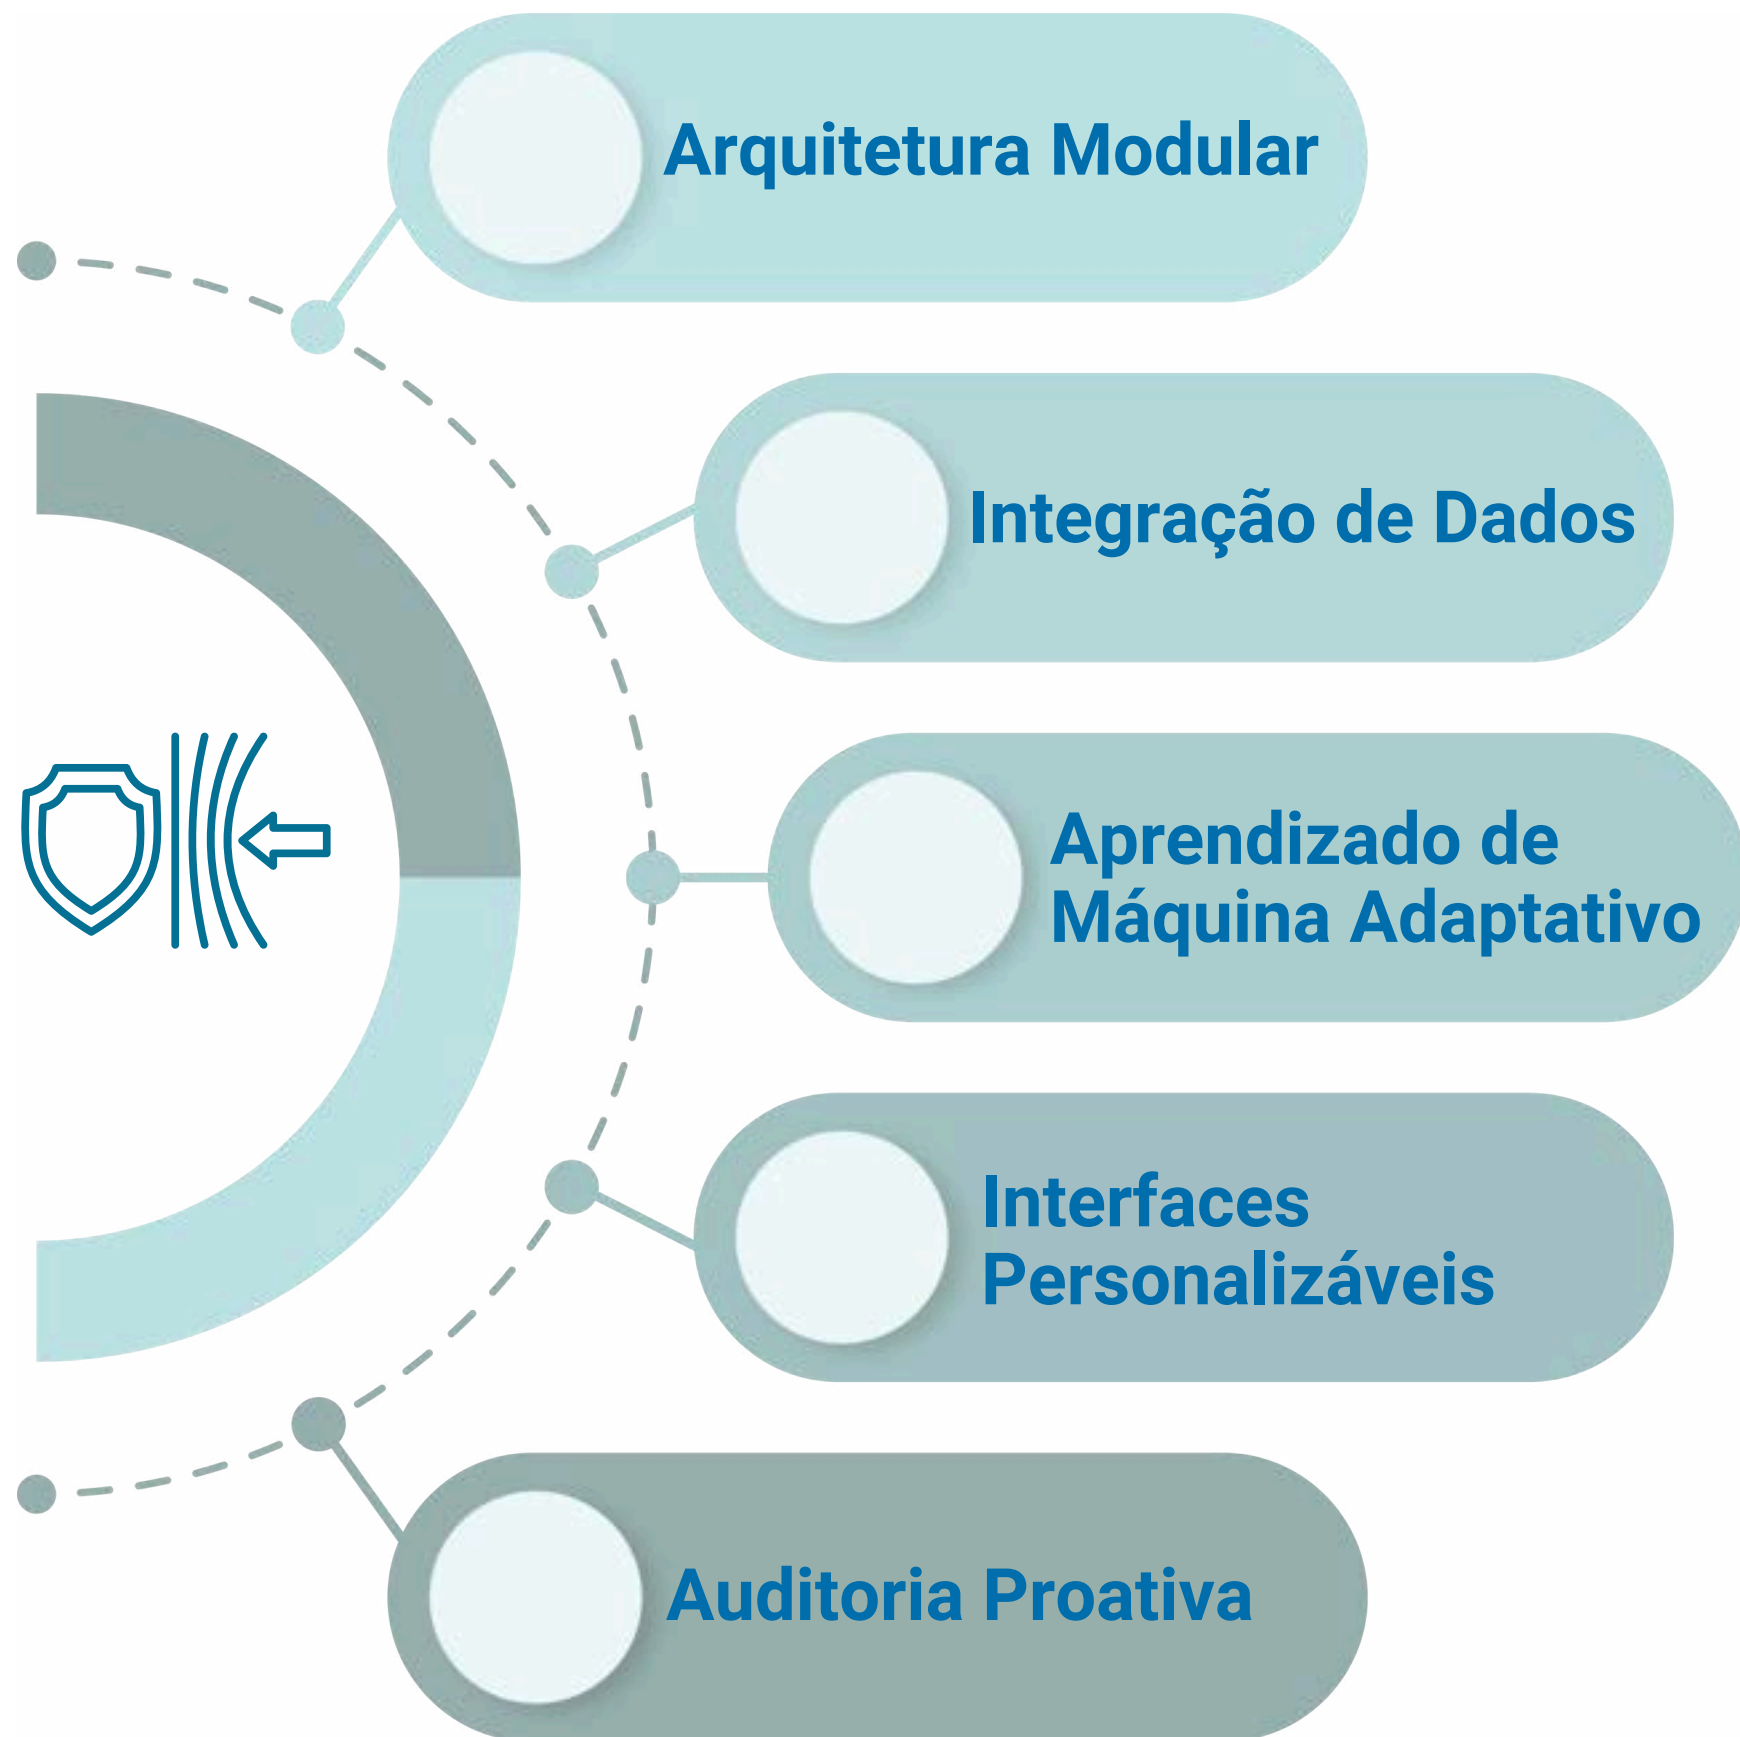 Arquitetura Modular
Integração de Dados
Aprendizado de
Máquina Adaptativo
Interfaces
Personalizáveis
Auditoria Proativa